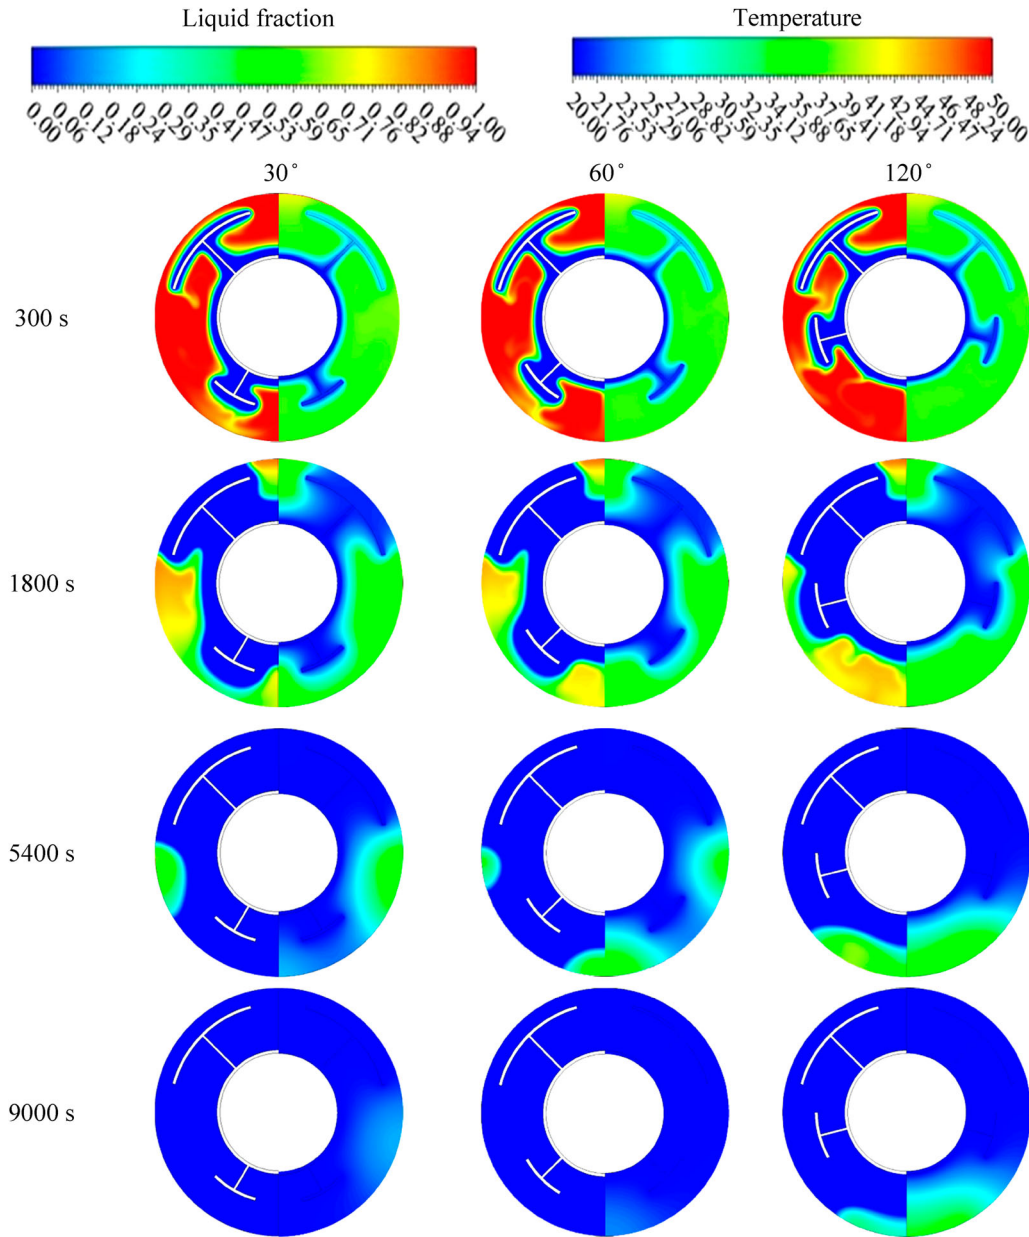 Liquid fraction
Temperature
0.00 0.06 0.12 0.18 0.24 0.29 0.35 0.41 0.47 0.53 0.59 0.65 0.71 0.76 0.82 0.88 0.94 1.00
20.00 21.76 23.53 25.29 27.06 28.82 30.59 32.35 34.12 35.88 37.65 39.41 41.18 42.94 44.71 46.47 48.24 50.00
30° 60° 120°
300 s
1800 s
5400 s
9000 s